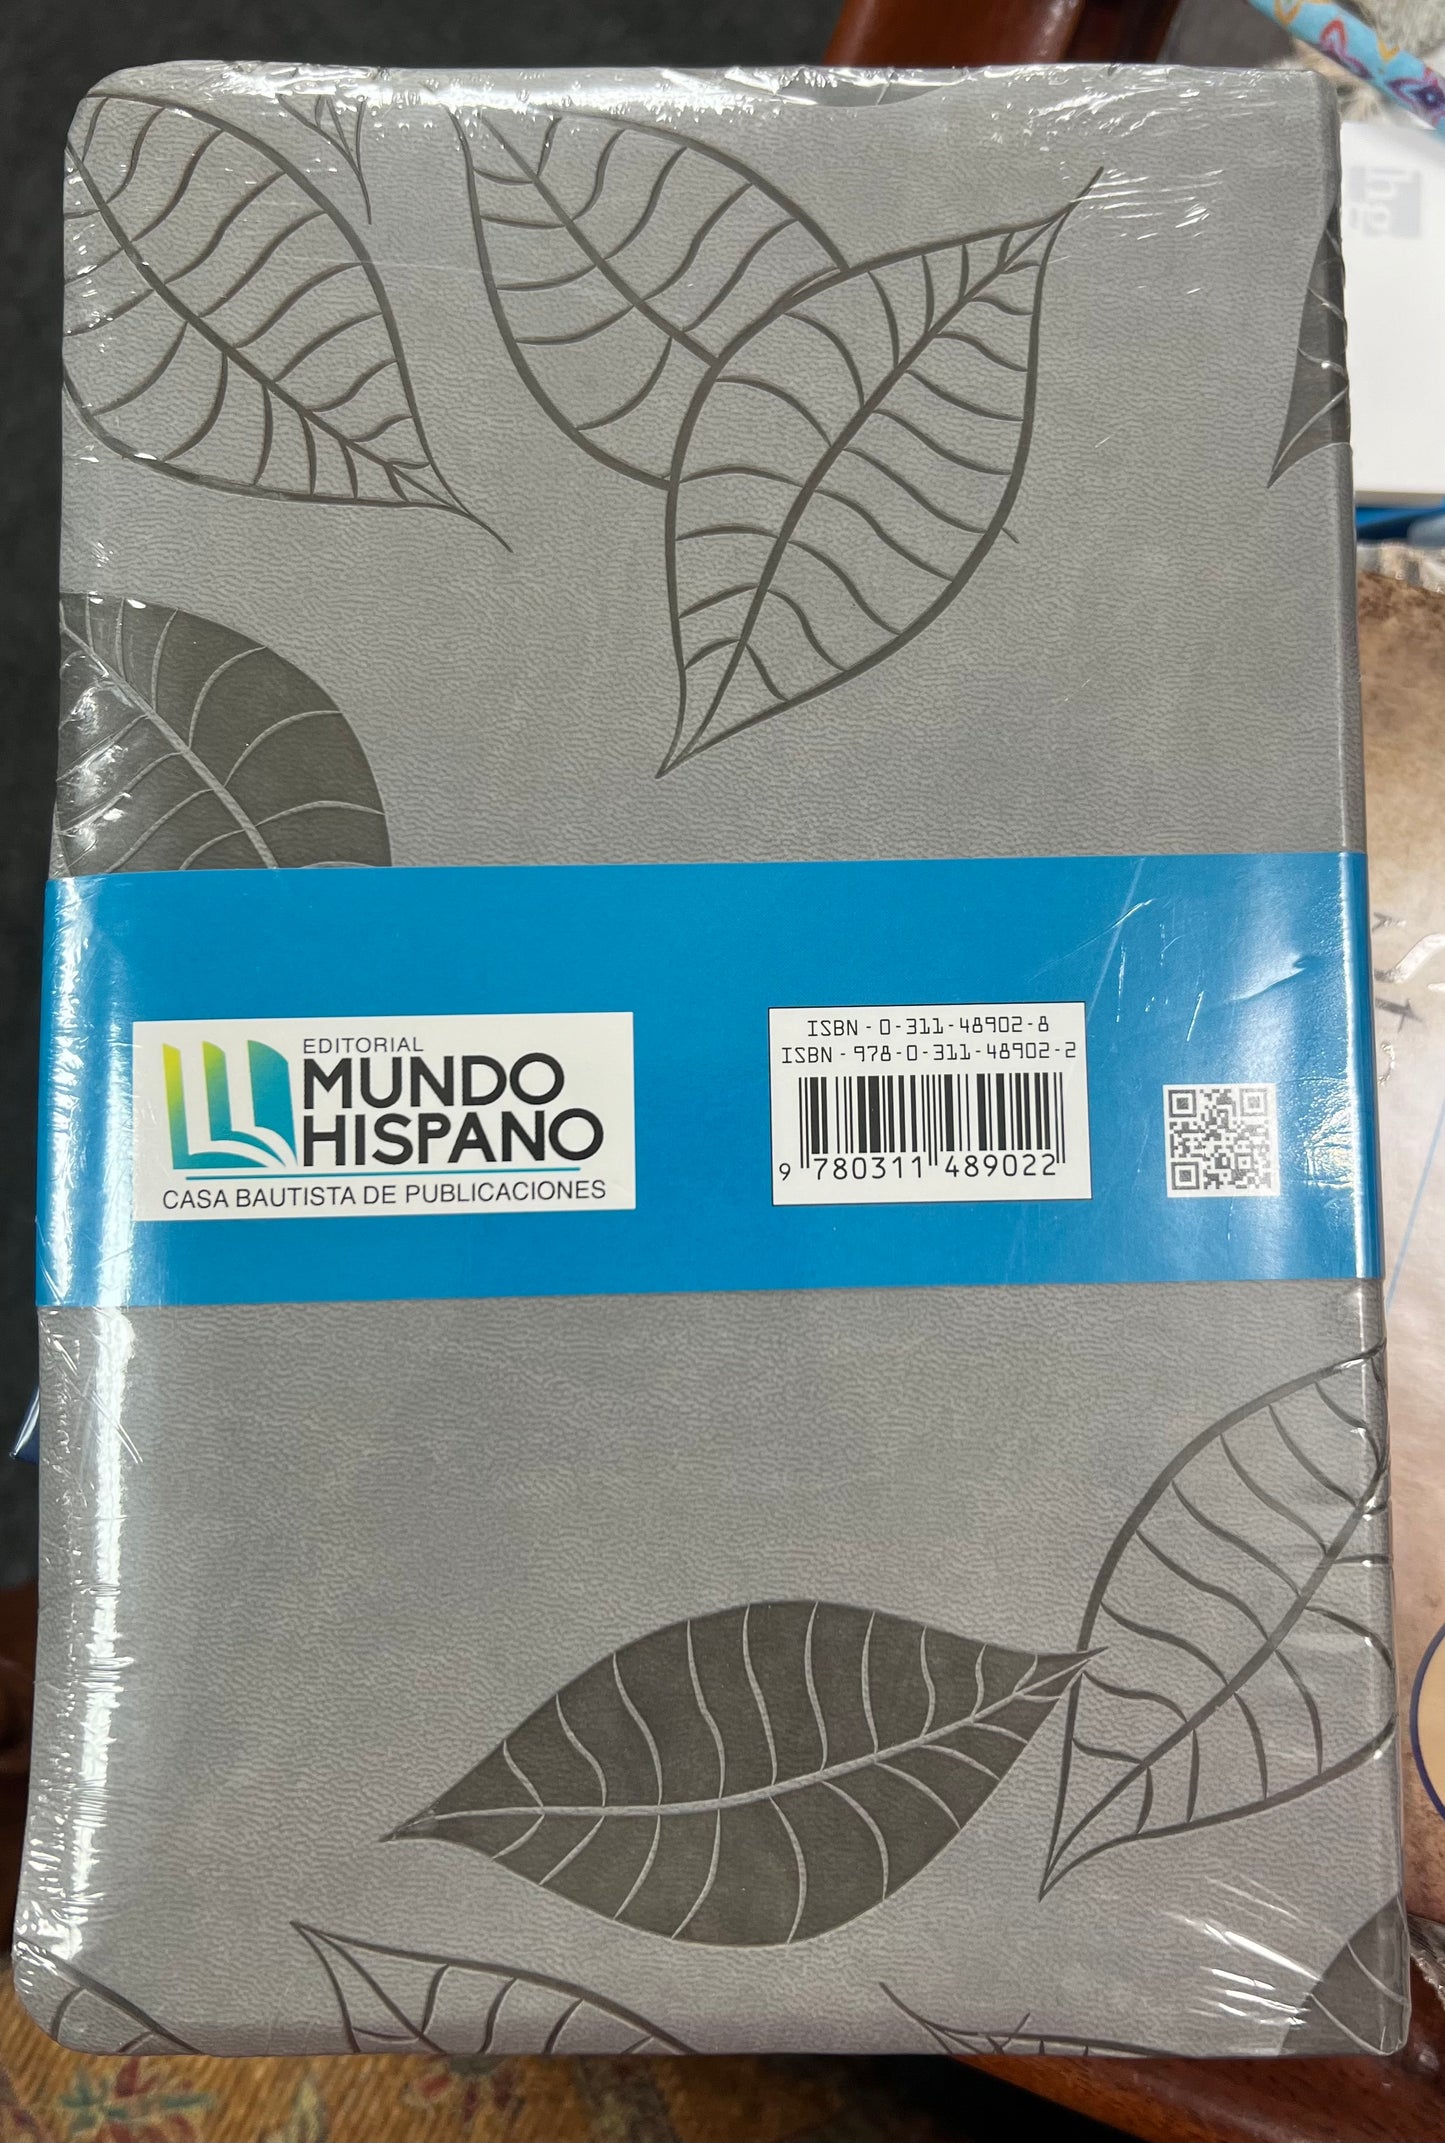 EDITORIAL
MUNDO
HISPANO
CASA BAUTISTA DE PUBLICACIONES
ISBN - 0-311-48902-8
ISBN - 978-0-311-48902-2
9 780311 489022